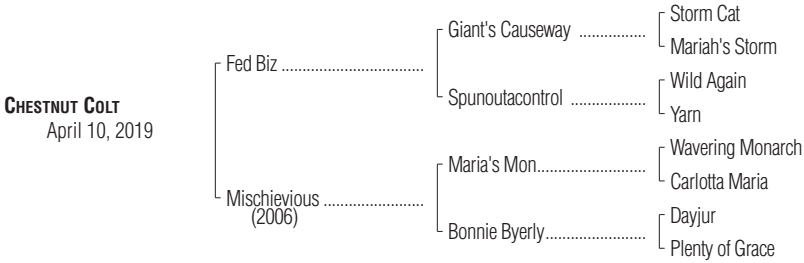 Storm Cat
Giant's Causeway ................
Mariah's Storm
Fed Biz ..................................
Wild Again
Spunoutacontrol ..................
Yarn
CHESTNUT COLT
April 10, 2019
Wavering Monarch
Maria's Mon..........................
Carlotta Maria
Mischievious ........................
(2006)
Dayjur
Bonnie Byerly........................
Plenty of Grace